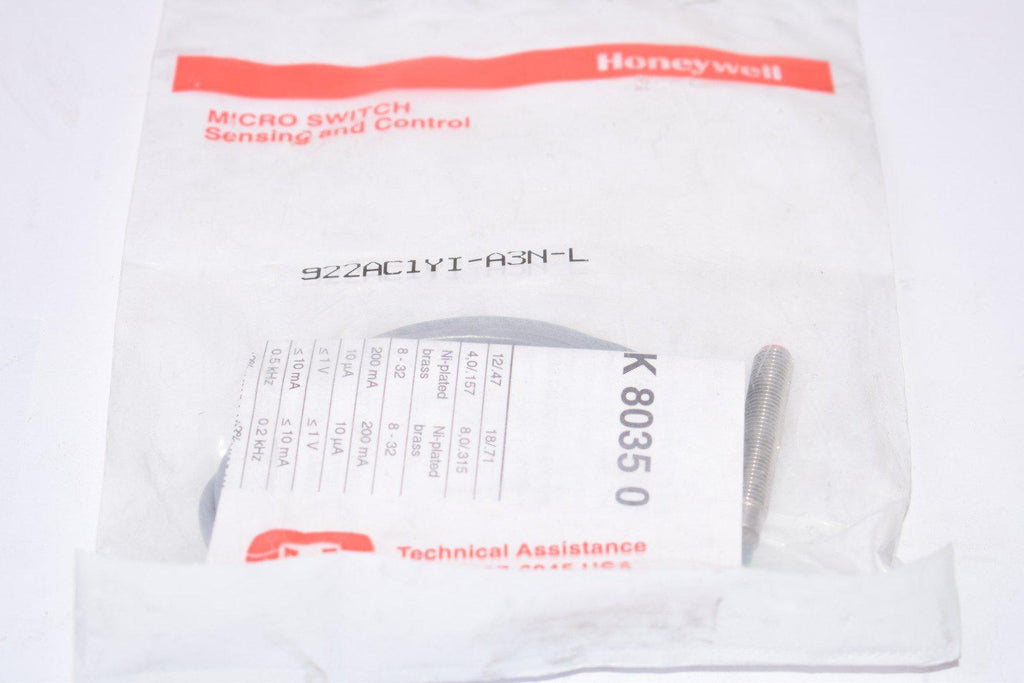 Honeywell
MICRO SWITCH
Sensing and Control
922AC1YI-A3N-L
K 8035 0
12/.47 18/.71
4,0/.157 8,0/.315
Ni-plated brass Ni-plated brass
8 - 32 8 - 32
200 mA 200 mA
10 µA 10 µA
≤ 1 V ≤ 1 V
≤ 10 mA ≤ 10 mA
0.5 kHz 0.2 kHz
Technical Assistance
USA